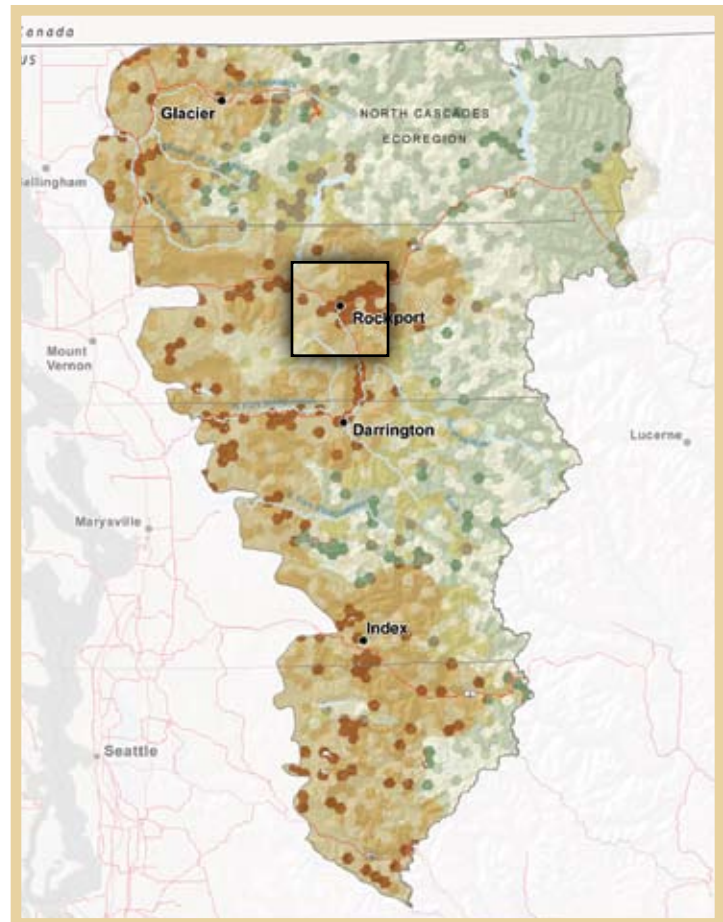 Canada
US
Glacier
NORTH CASCADES
ECOREGION
Bellingham
Rockport
Mount
Vernon
Darrington
Lucerne
Marysville
Index
Seattle